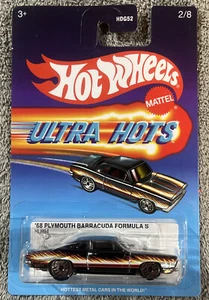 3+
HDG52
2/8
Hot Wheels
MATTEL
ULTRA HOTS
'68 PLYMOUTH BARRACUDA FORMULA S
HOTTEST METAL CARS IN THE WORLD